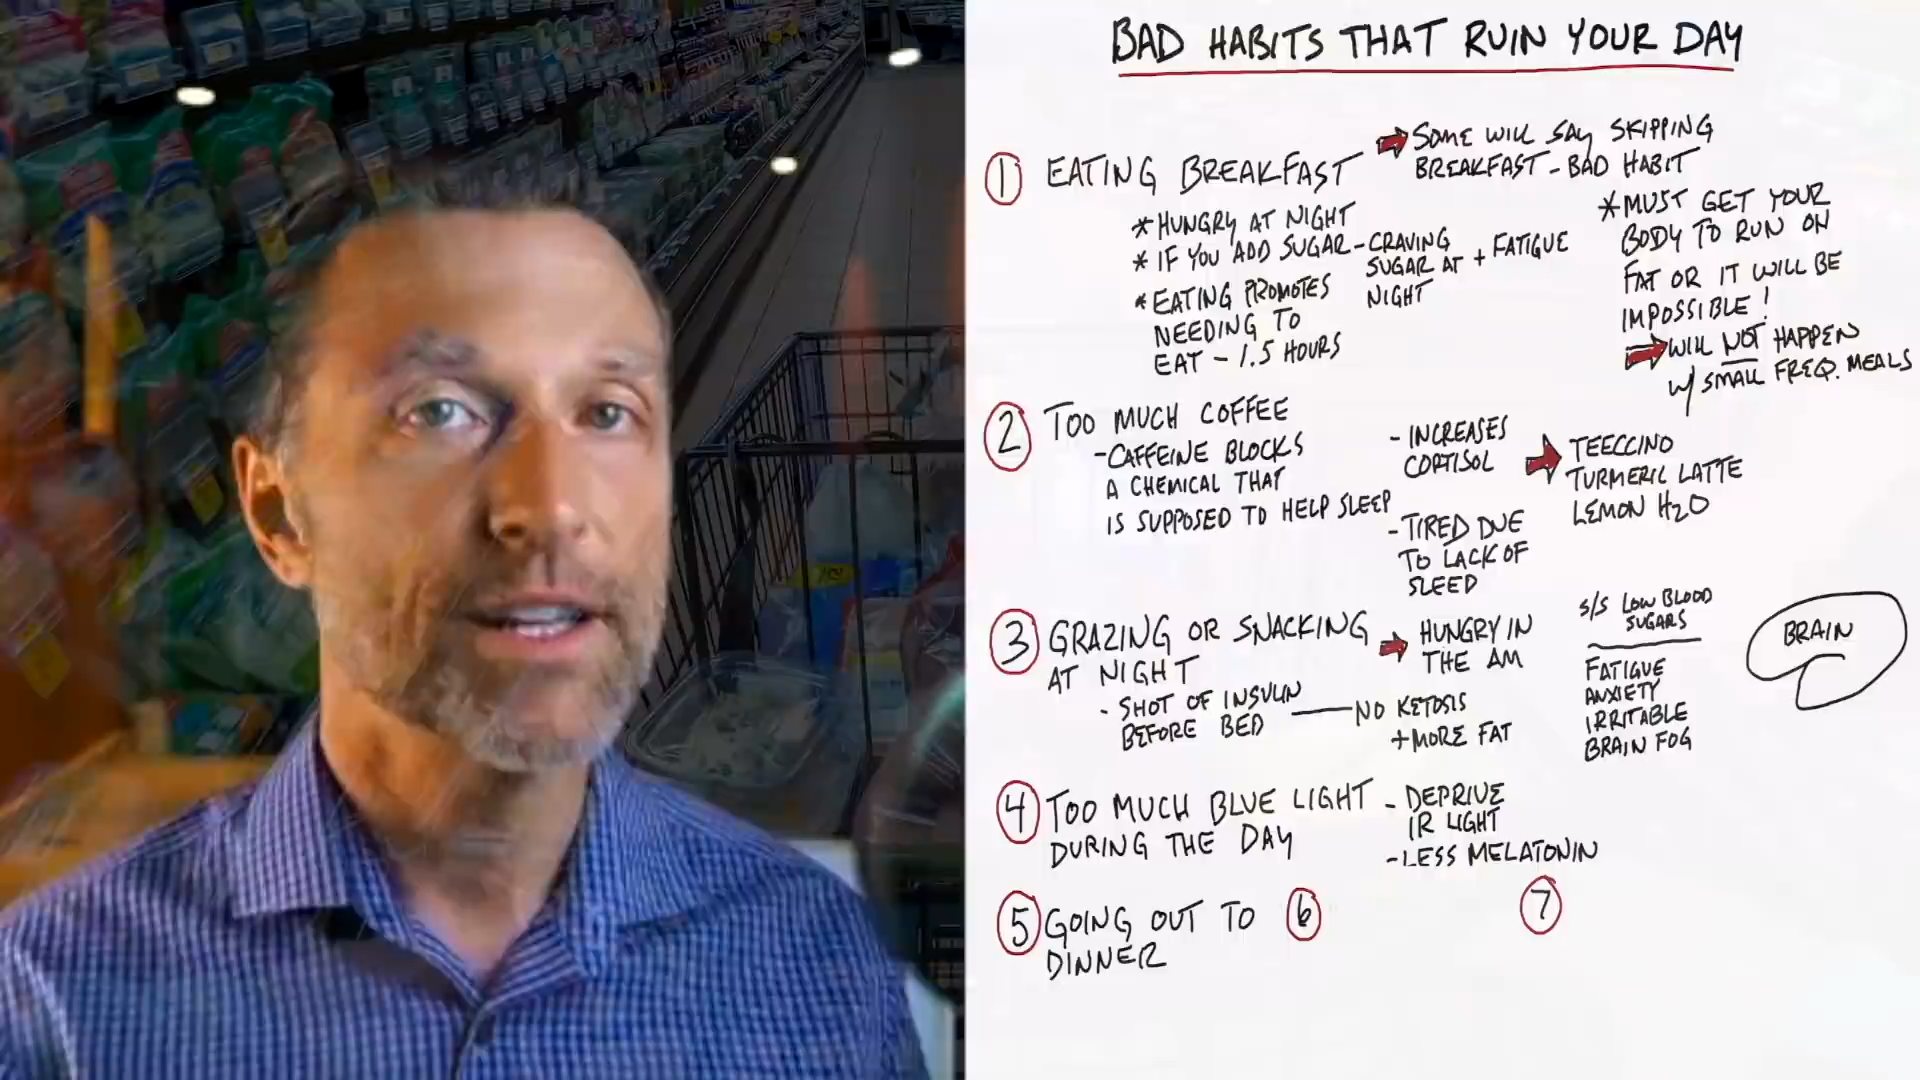 BAD HABITS THAT RUIN YOUR DAY
1 EATING BREAKFAST
SOME WILL SAY SKIPPING
BREAKFAST - BAD HABIT
* HUNGRY AT NIGHT
* IF YOU ADD SUGAR - CRAVING
SUGAR AT + FATIGUE
NIGHT
* EATING PROMOTES
NEEDING TO
EAT - 1.5 HOURS
* MUST GET YOUR
BODY TO RUN ON
FAT OR IT WILL BE
IMPOSSIBLE!
WILL NOT HAPPEN
W/ SMALL FREQ. MEALS
2 TOO MUCH COFFEE
- CAFFEINE BLOCKS
A CHEMICAL THAT
IS SUPPOSED TO HELP SLEEP
- INCREASES
CORTISOL
- TIRED DUE
TO LACK OF
SLEED
TEECCINO
TURMERIC LATTE
LEMON H2O
3 GRAZING OR SNACKING
AT NIGHT
HUNGRY IN
THE AM
- SHOT OF INSULIN
BEFORE BED
NO KETOSIS
+ MORE FAT
S/S LOW BLOOD
SUGARS
FATIGUE
ANXIETY
IRRITABLE
BRAIN FOG
BRAIN
4 TOO MUCH BLUE LIGHT
DURING THE DAY
- DEPRIVE
IR LIGHT
- LESS MELATONIN
5 GOING OUT TO
DINNER
6
7